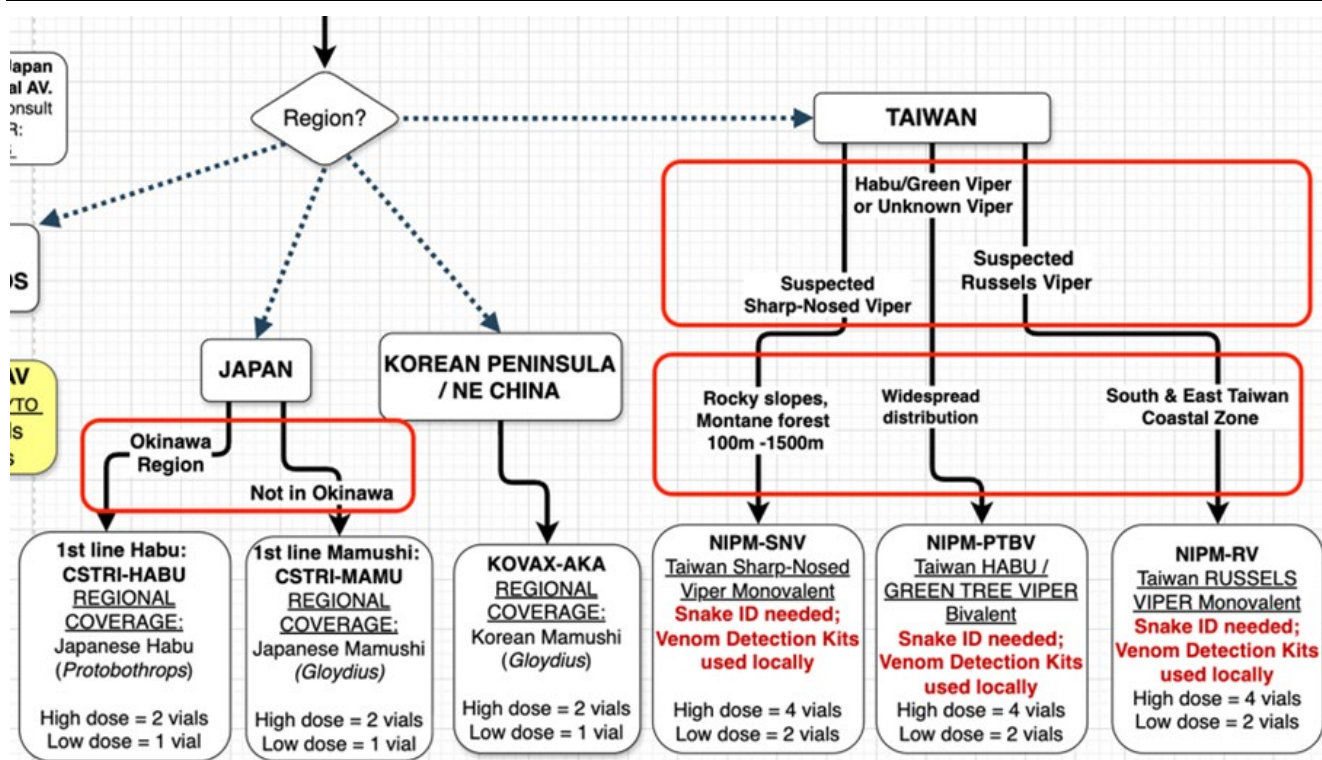 Japan
al AV.
onsult
R:
Region?
TAIWAN
Habu/Green Viper
or Unknown Viper
Suspected
Sharp-Nosed Viper
Suspected
Russels Viper
OS
JAPAN
KOREAN PENINSULA
/ NE CHINA
AV
TO
ls
s
Okinawa
Region
Not in Okinawa
Rocky slopes,
Montane forest
100m -1500m
Widespread
distribution
South & East Taiwan
Coastal Zone
1st line Habu:
CSTRI-HABU
REGIONAL
COVERAGE:
Japanese Habu
(Protobothrops)
High dose = 2 vials
Low dose = 1 vial
1st line Mamushi:
CSTRI-MAMU
REGIONAL
COVERAGE:
Japanese Mamushi
(Gloydius)
High dose = 2 vials
Low dose = 1 vial
KOVAX-AKA
REGIONAL
COVERAGE:
Korean Mamushi
(Gloydius)
High dose = 2 vials
Low dose = 1 vial
NIPM-SNV
Taiwan Sharp-Nosed
Viper Monovalent
Snake ID needed;
Venom Detection Kits
used locally
High dose = 4 vials
Low dose = 2 vials
NIPM-PTBV
Taiwan HABU /
GREEN TREE VIPER
Bivalent
Snake ID needed;
Venom Detection Kits
used locally
High dose = 4 vials
Low dose = 2 vials
NIPM-RV
Taiwan RUSSELS
VIPER Monovalent
Snake ID needed;
Venom Detection Kits
used locally
High dose = 4 vials
Low dose = 2 vials